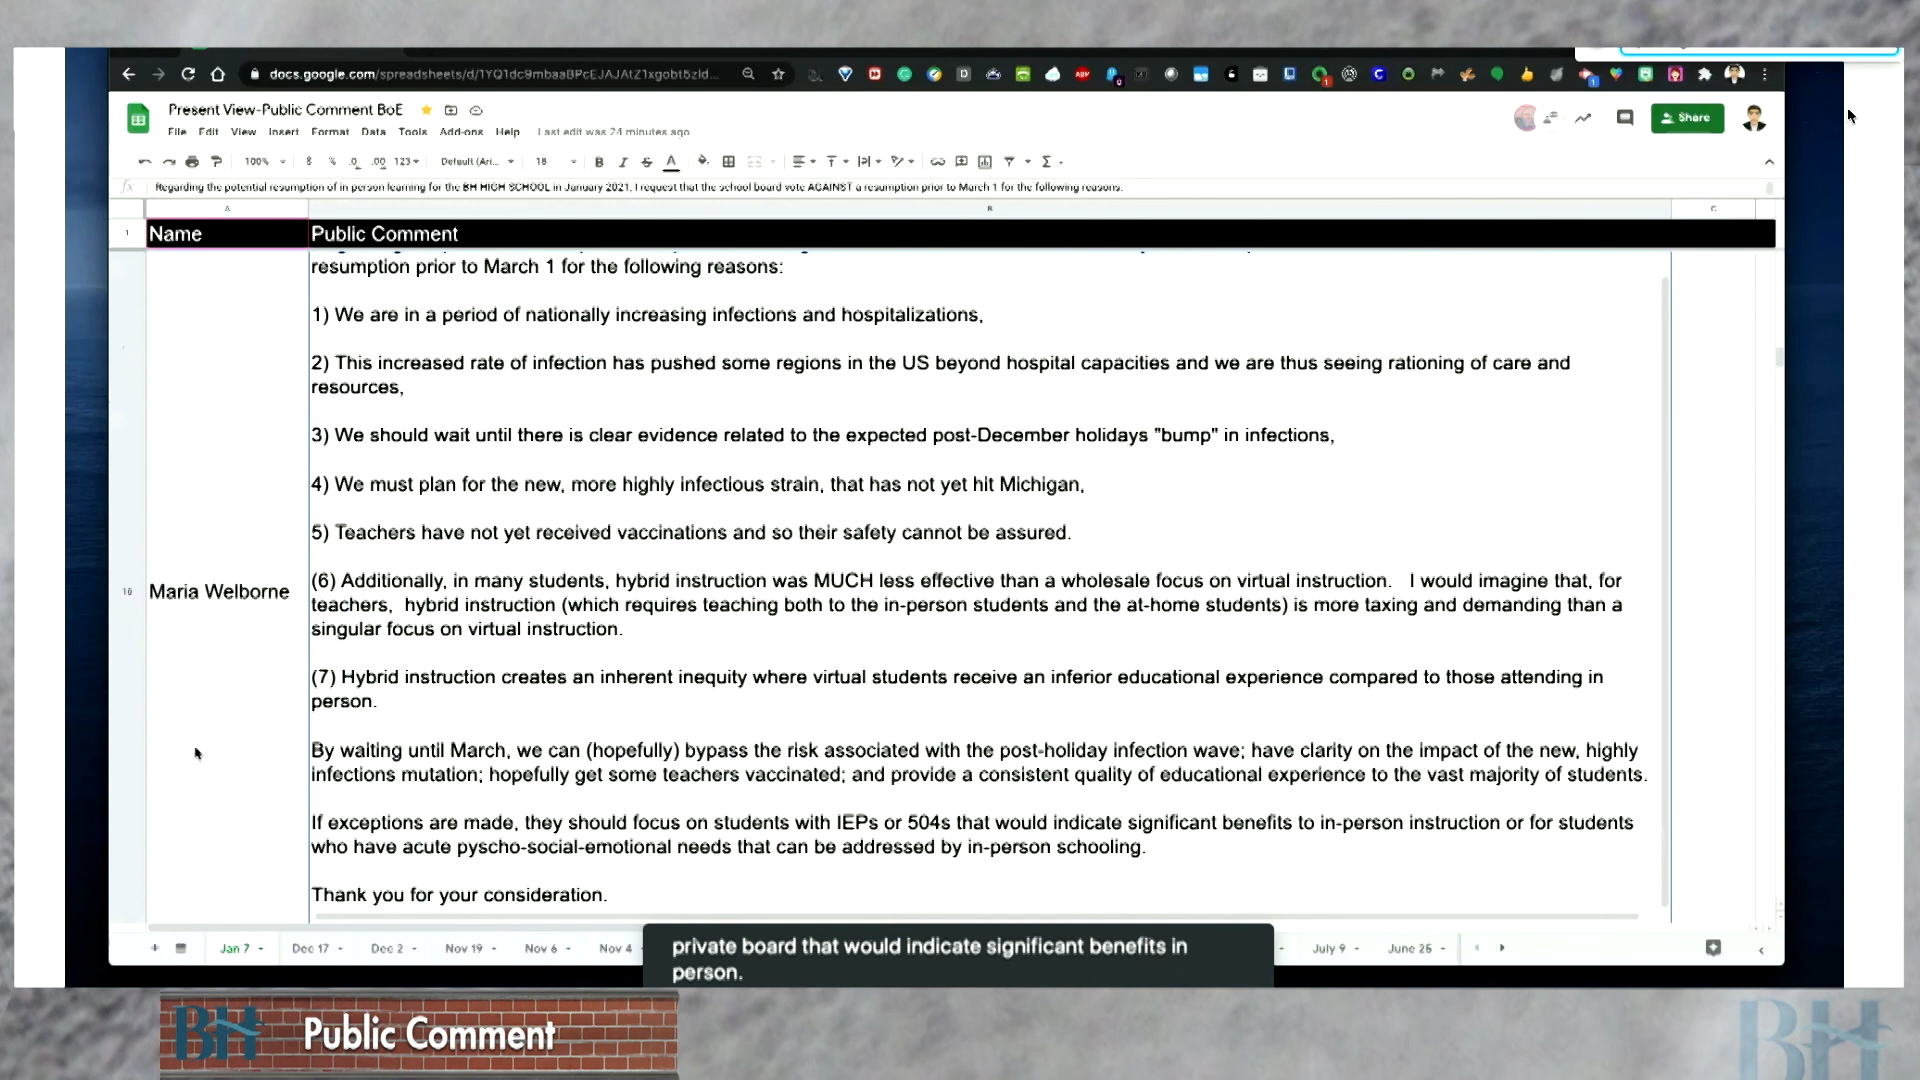 docs.google.com/spreadsheets/d/1YQ1dc9mbaaBPcEJAJAtZ1xgobt5zld...
Present View-Public Comment BoE
File Edit View Insert Format Data Tools Add-ons Help Last edit was 24 minutes ago
Share
100% $ % .0 .00 123 Default (Ari... 18 B I S A
Regarding the potential resumption of in person learning for the BH HIGH SCHOOL in January 2021, I request that the school board vote AGAINST a resumption prior to March 1 for the following reasons:
A B C
1 Name Public Comment
resumption prior to March 1 for the following reasons:
1) We are in a period of nationally increasing infections and hospitalizations,
2) This increased rate of infection has pushed some regions in the US beyond hospital capacities and we are thus seeing rationing of care and
resources,
3) We should wait until there is clear evidence related to the expected post-December holidays "bump" in infections,
4) We must plan for the new, more highly infectious strain, that has not yet hit Michigan,
5) Teachers have not yet received vaccinations and so their safety cannot be assured.
(6) Additionally, in many students, hybrid instruction was MUCH less effective than a wholesale focus on virtual instruction. I would imagine that, for
10 Maria Welborne
teachers, hybrid instruction (which requires teaching both to the in-person students and the at-home students) is more taxing and demanding than a
singular focus on virtual instruction.
(7) Hybrid instruction creates an inherent inequity where virtual students receive an inferior educational experience compared to those attending in
person.
By waiting until March, we can (hopefully) bypass the risk associated with the post-holiday infection wave; have clarity on the impact of the new, highly
infections mutation; hopefully get some teachers vaccinated; and provide a consistent quality of educational experience to the vast majority of students.
If exceptions are made, they should focus on students with IEPs or 504s that would indicate significant benefits to in-person instruction or for students
who have acute pyscho-social-emotional needs that can be addressed by in-person schooling.
Thank you for your consideration.
Jan 7 Dec 17 Dec 2 Nov 19 Nov 6 Nov 4 July 9 June 25
private board that would indicate significant benefits in
person.
BH Public Comment
BH